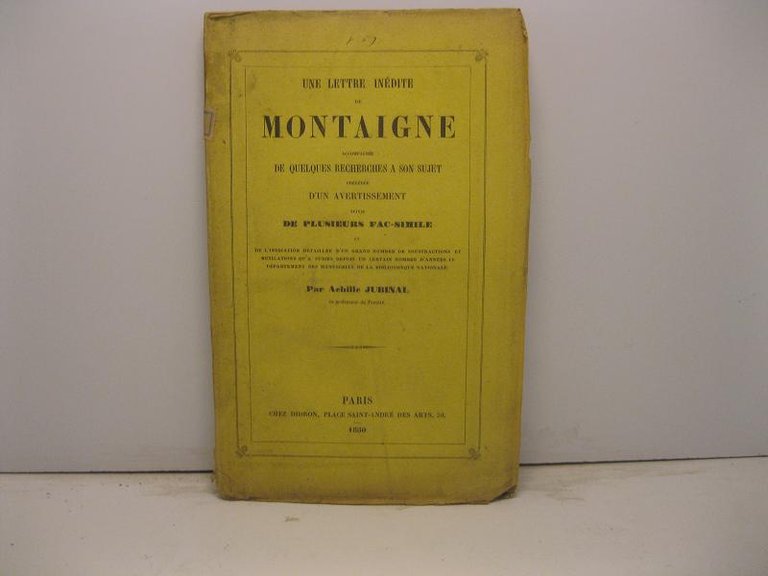 UNE LETTRE INÉDITE
DE
MONTAIGNE
ACCOMPAGNÉE
DE QUELQUES RECHERCHES A SON SUJET
PRÉCÉDÉE
D'UN AVERTISSEMENT
SUIVIE
DE PLUSIEURS FAC-SIMILE
ET
DE L'INDICATION DÉTAILLÉE D'UN GRAND NOMBRE DE SOUSTRACTIONS ET
MUTILATIONS QU'A SUBIES DEPUIS UN CERTAIN NOMBRE D'ANNÉES LE
DÉPARTEMENT DES MANUSCRITS DE LA BIBLIOTHÈQUE NATIONALE
Par Achille JUBINAL
PARIS
CHEZ DIDRON, PLACE SAINT-ANDRÉ DES ARTS, 30.
1850